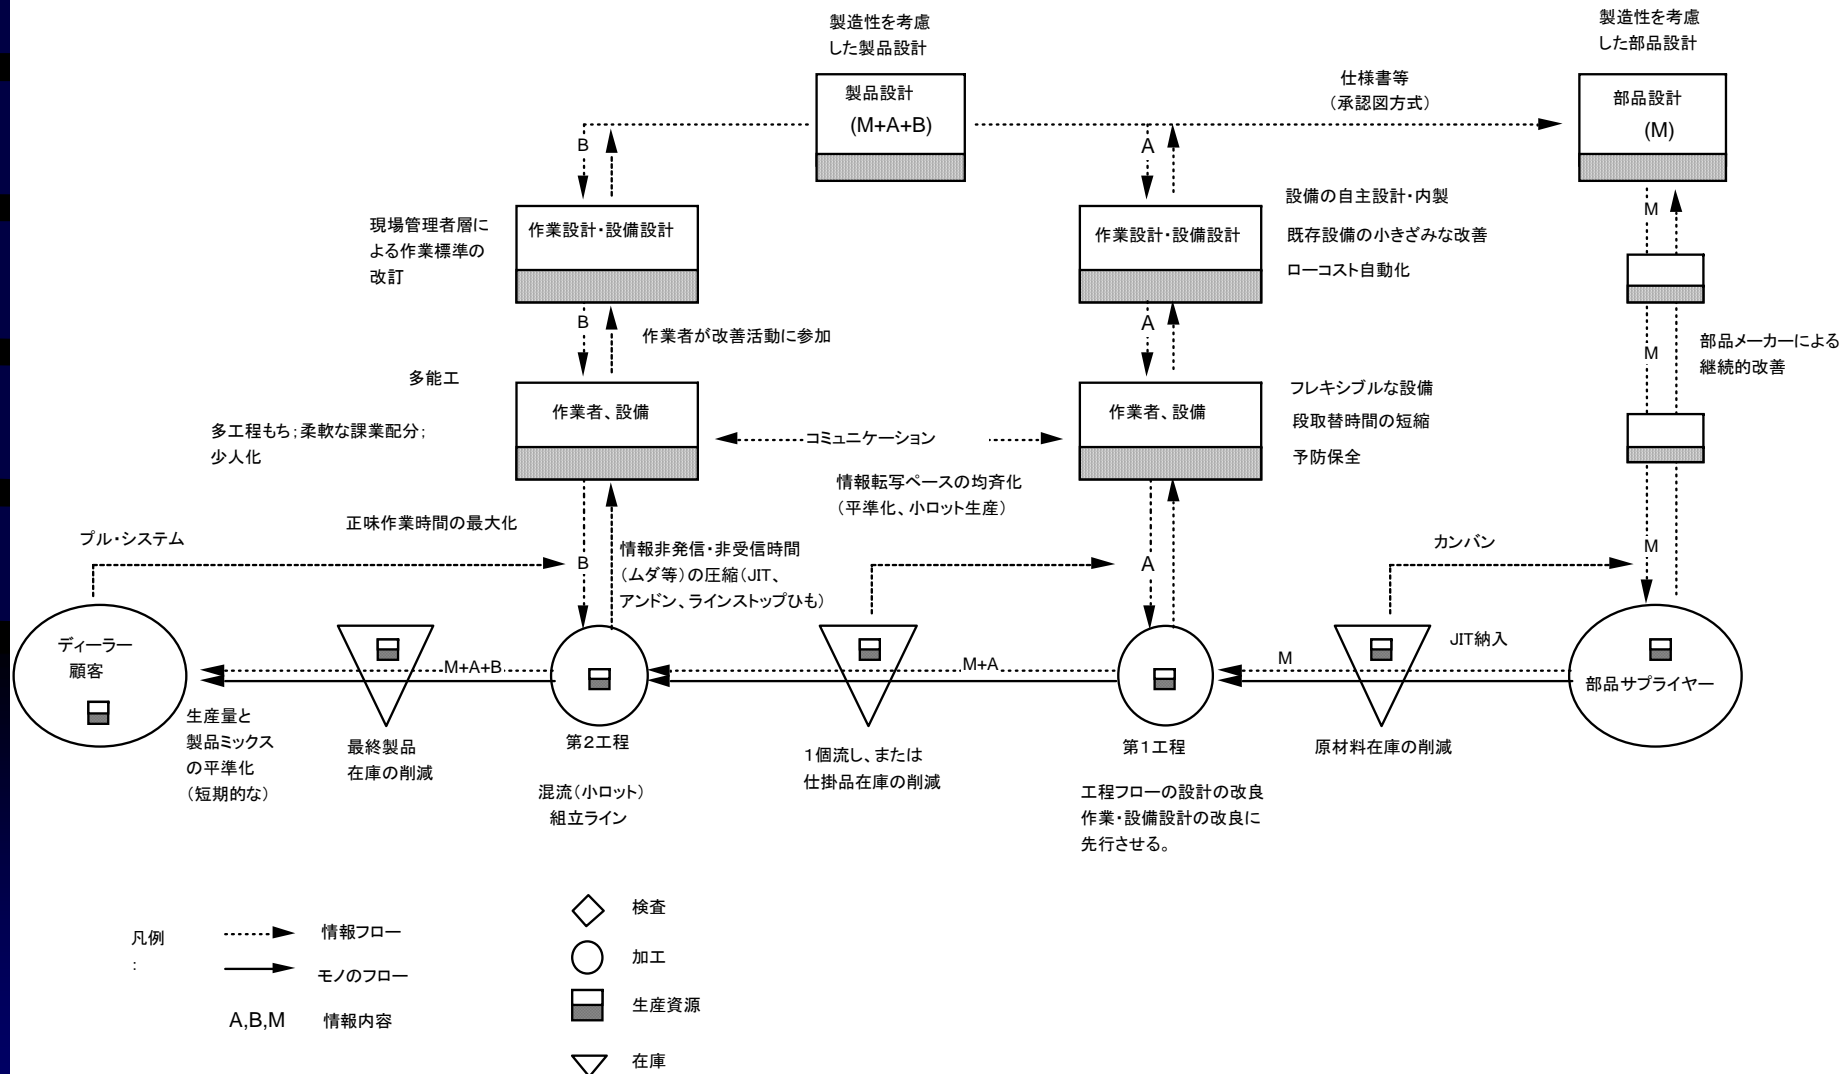 製造性を考慮
した製品設計
製造性を考慮
した部品設計
製品設計
(M+A+B)
仕様書等
（承認図方式）
部品設計
(M)
B
A
M
現場管理者層に
よる作業標準の
改訂
作業設計・設備設計
作業設計・設備設計
設備の自主設計・内製
既存設備の小きざみな改善
ローコスト自動化
B
作業者が改善活動に参加
A
M
部品メーカーによる
継続的改善
多能工
多工程もち；柔軟な課業配分；
少人化
作業者、設備
コミュニケーション
作業者、設備
フレキシブルな設備
段取替時間の短縮
予防保全
情報転写ペースの均斉化
（平準化、小ロット生産）
正味作業時間の最大化
プル・システム
B
情報非発信・非受信時間
（ムダ等）の圧縮（JIT、
アンドン、ラインストップひも）
A
カンバン
M
ディーラー
顧客
M+A+B
M+A
M
JIT納入
部品サプライヤー
生産量と
製品ミックス
の平準化
（短期的な）
最終製品
在庫の削減
第２工程
混流（小ロット）
組立ライン
１個流し、または
仕掛品在庫の削減
第１工程
工程フローの設計の改良
作業・設備設計の改良に
先行させる。
原材料在庫の削減
凡例
：
情報フロー
モノのフロー
A,B,M
情報内容
検査
加工
生産資源
在庫